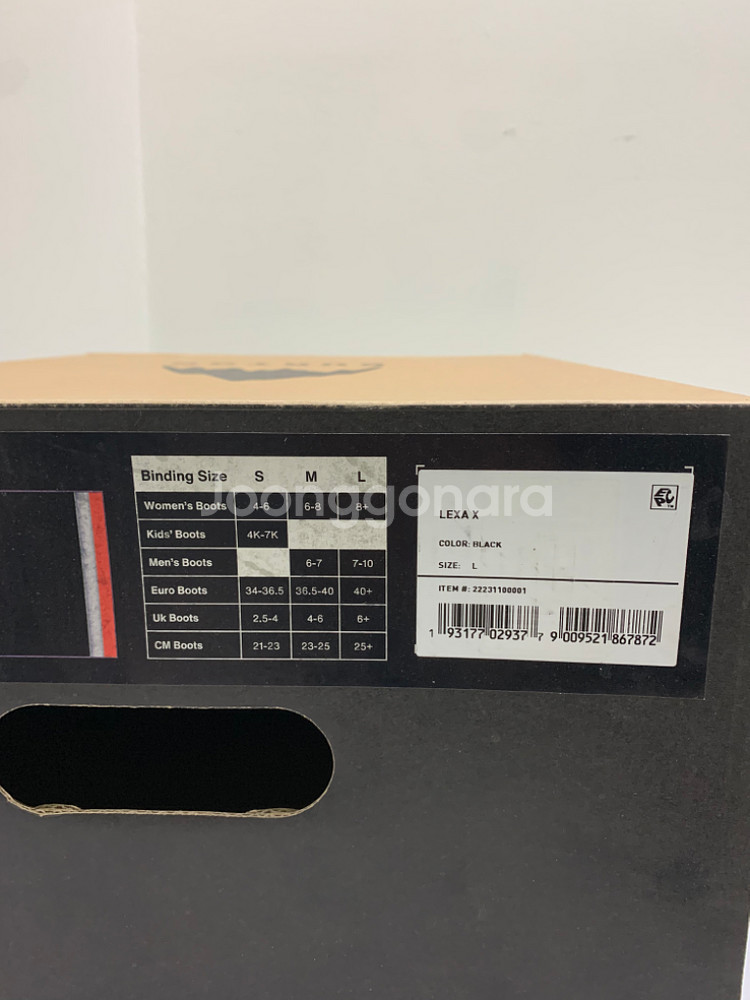 Binding Size S M L
Women's Boots 4-6 6-8 8+
Kids' Boots 4K-7K
Men's Boots 6-7 7-10
Euro Boots 34-36.5 36.5-40 40+
Uk Boots 2.5-4 4-6 6+
CM Boots 21-23 23-25 25+
Joonggonara
LEXA X
COLOR: BLACK
SIZE: L
ITEM #: 22231100001
1 93177 02937 7 9 009521 867872